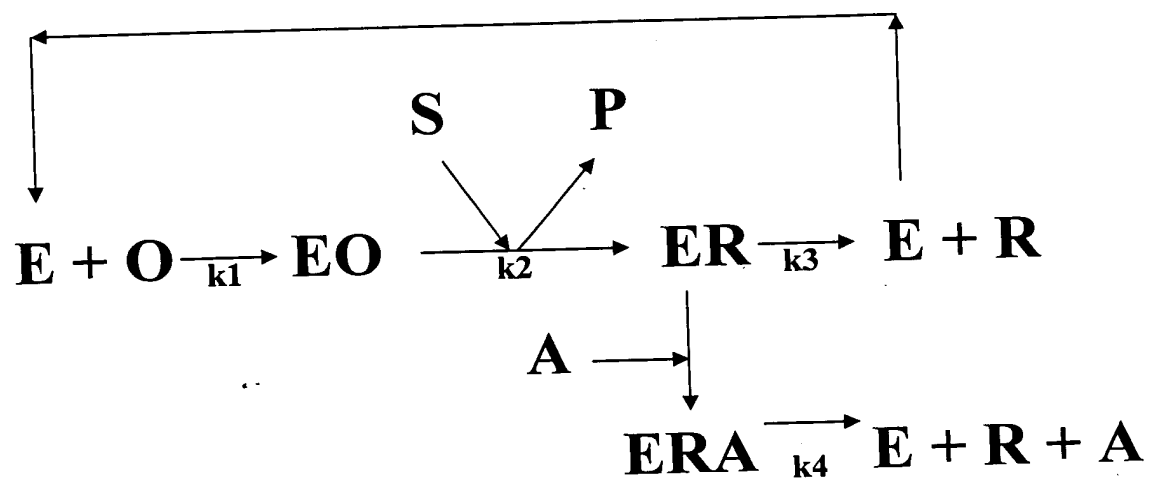 S P
E + O k1 EO k2 ER k3 E + R
A
ERA k4 E + R + A